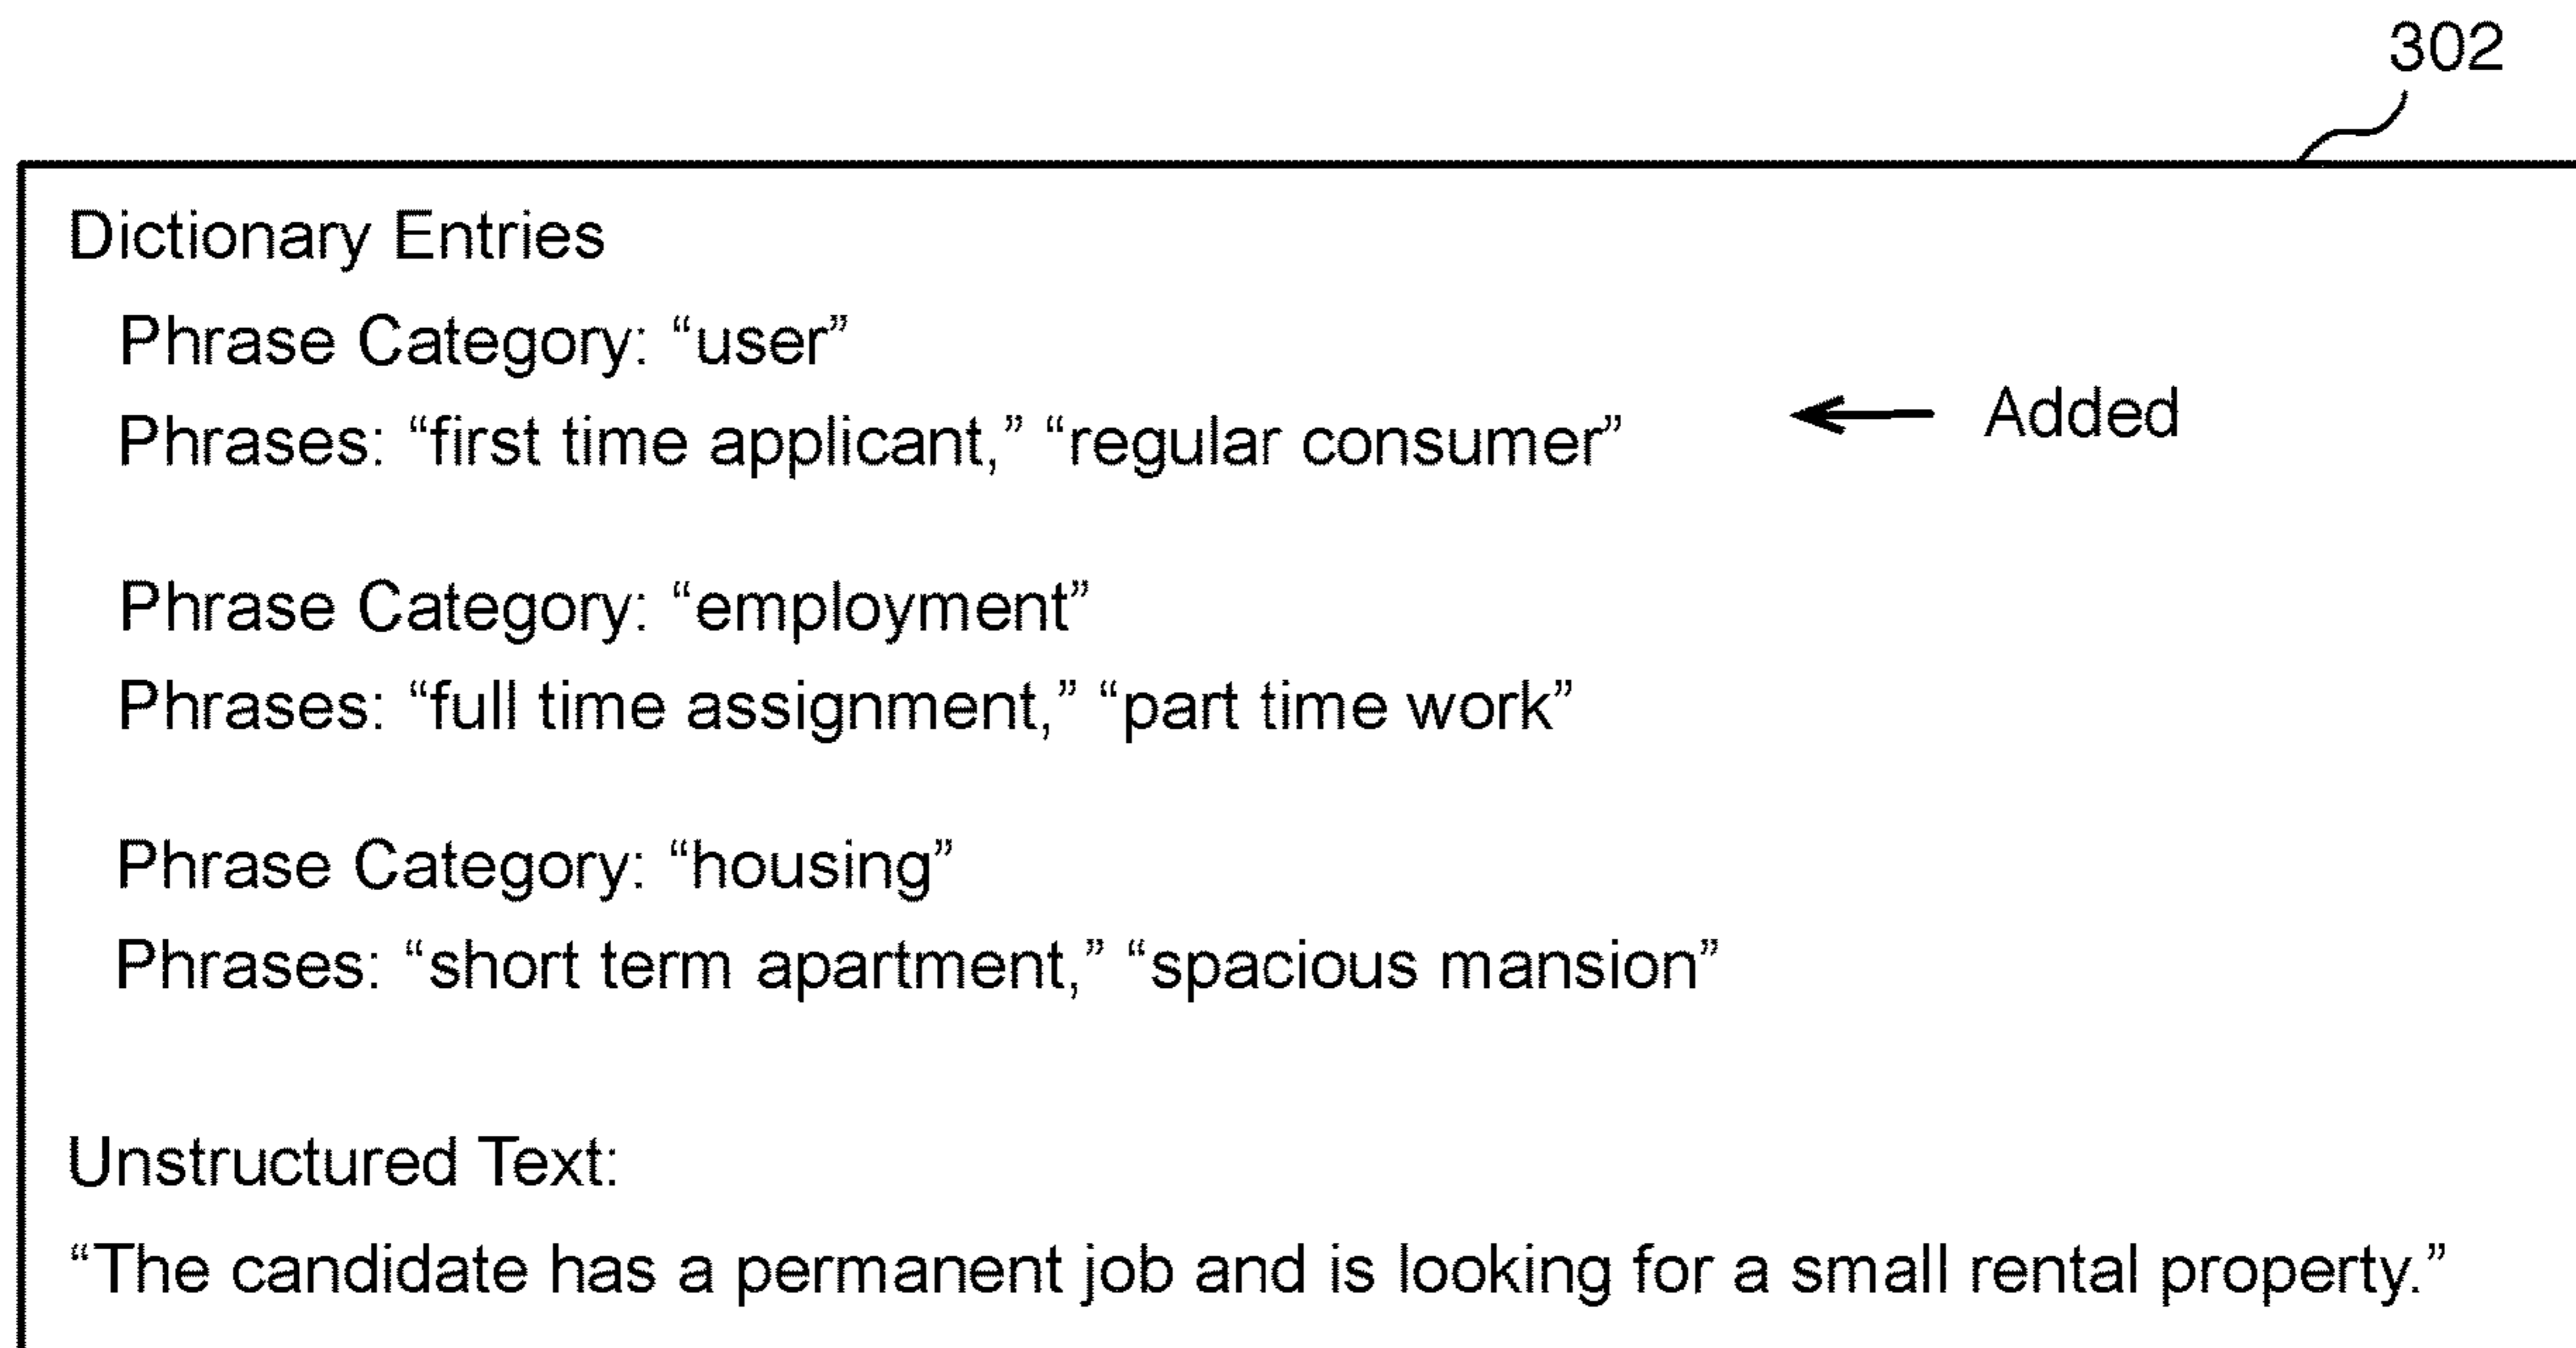 302
Dictionary Entries
Phrase Category: “user”
Phrases: “first time applicant,” “regular consumer” Added
Phrase Category: “employment”
Phrases: “full time assignment,” “part time work”
Phrase Category: “housing”
Phrases: “short term apartment,” “spacious mansion”
Unstructured Text:
“The candidate has a permanent job and is looking for a small rental property.”